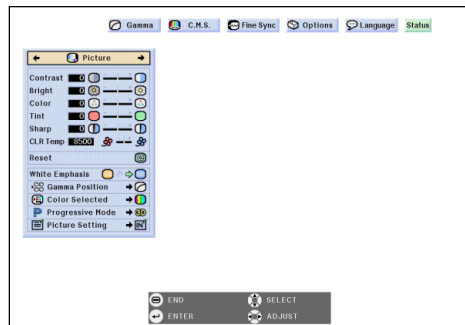 Gamma C.M.S. Fine Sync Options Language Status
Picture
Contrast 0
Bright 0
Color 0
Tint 0
Sharp 0
CLR Temp 8500
Reset
White Emphasis
Gamma Position
Color Selected
Progressive Mode 3D
Picture Setting
END SELECT
ENTER ADJUST